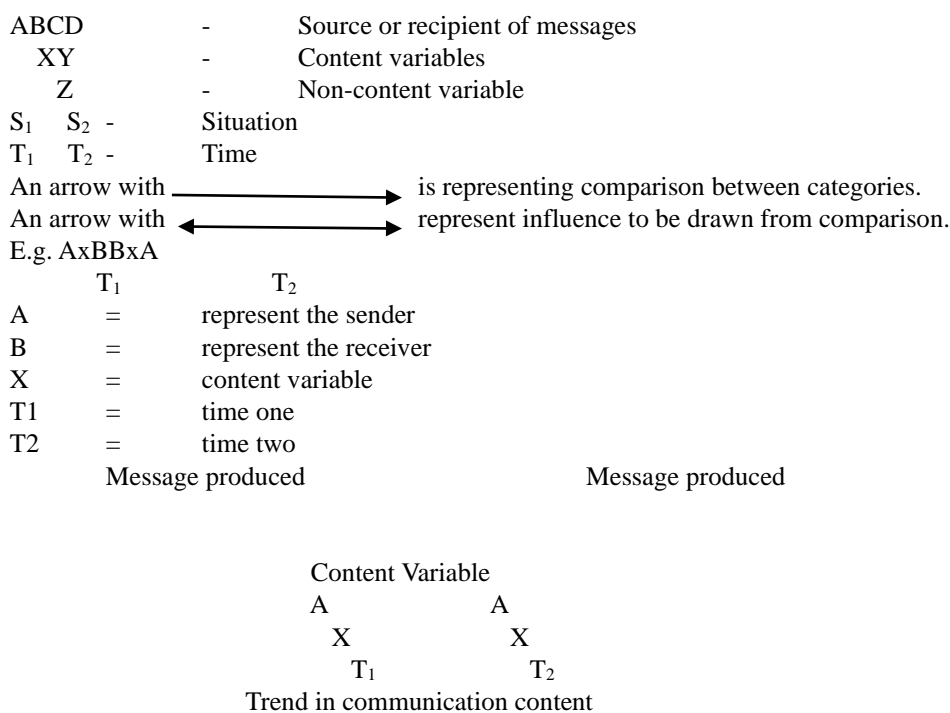 ABCD - Source or recipient of messages
XY - Content variables
Z - Non-content variable
S₁ S₂ - Situation
T₁ T₂ - Time
An arrow with is representing comparison between categories.
An arrow with represent influence to be drawn from comparison.
E.g. AxBBxA
T₁ T₂
A = represent the sender
B = represent the receiver
X = content variable
T1 = time one
T2 = time two
Message produced Message produced
Content Variable
A A
X X
T₁ T₂
Trend in communication content